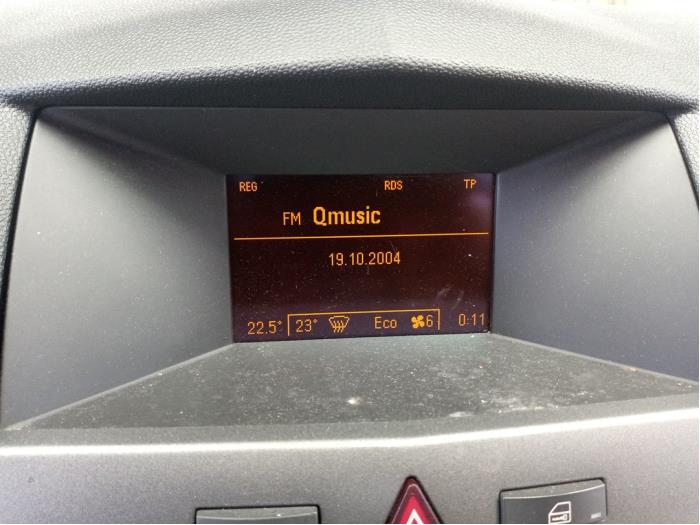 REG RDS TP
FM Qmusic
19.10.2004
22.5° 23° Eco 6 0:11